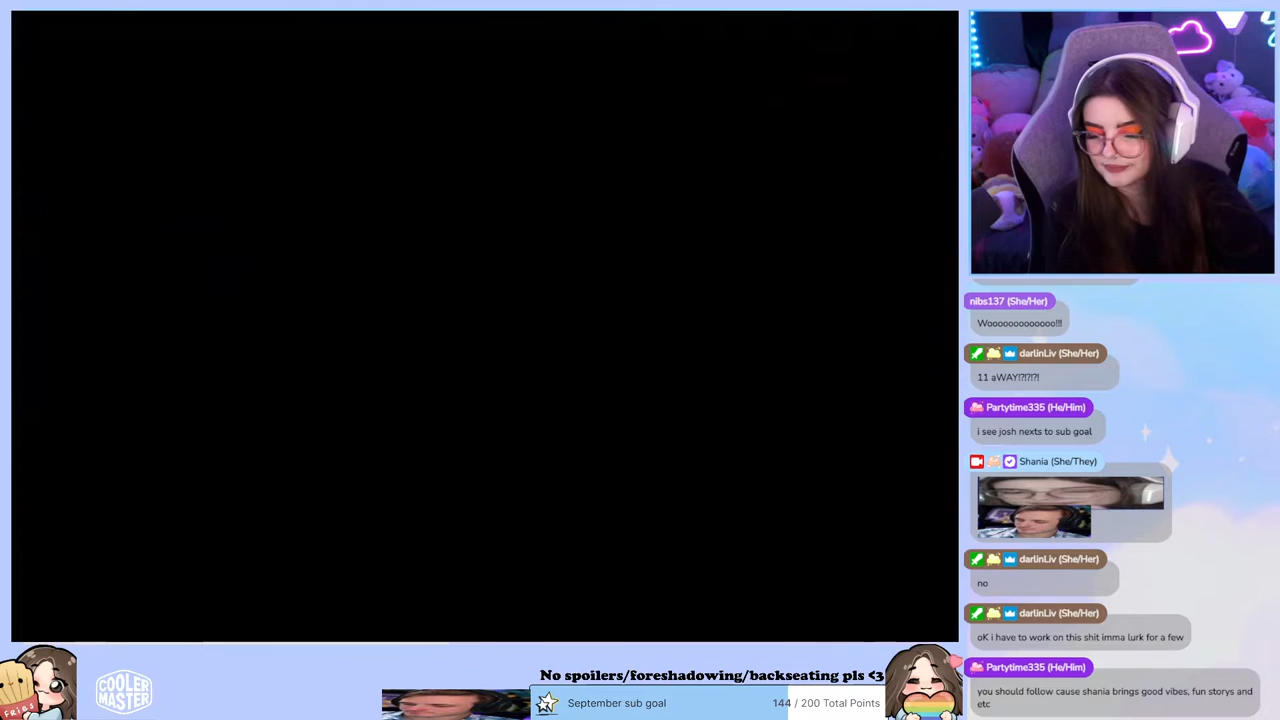 nibs137 (She/Her)
Wooooooooooooo!!!
darlinLiv (She/Her)
11 aWAY!?!?!?!
Partytime335 (He/Him)
i see josh nexts to sub goal
Shania (She/They)
darlinLiv (She/Her)
no
darlinLiv (She/Her)
oK i have to work on this shit imma lurk for a few
Partytime335 (He/Him)
you should follow cause shania brings good vibes, fun storys and
etc
FRIES
COOLER
MASTER
No spoilers/foreshadowing/backseating pls <3
September sub goal
144 / 200 Total Points